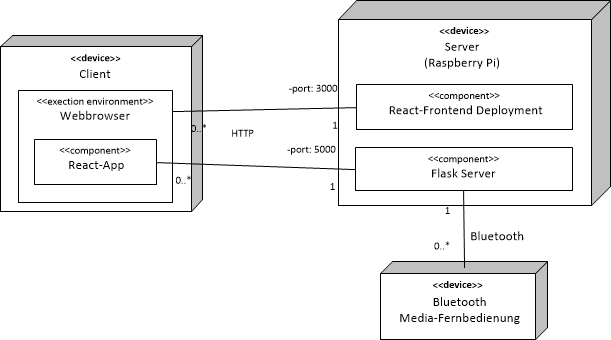 <<device>>
Client
<<exection environment>>
Webbrowser
<<component>>
React-App
0..*
0..*
HTTP
-port: 3000
1
-port: 5000
1
<<device>>
Server
(Raspberry Pi)
<<component>>
React-Frontend Deployment
<<component>>
Flask Server
1
Bluetooth
0..*
<<device>>
Bluetooth
Media-Fernbedienung